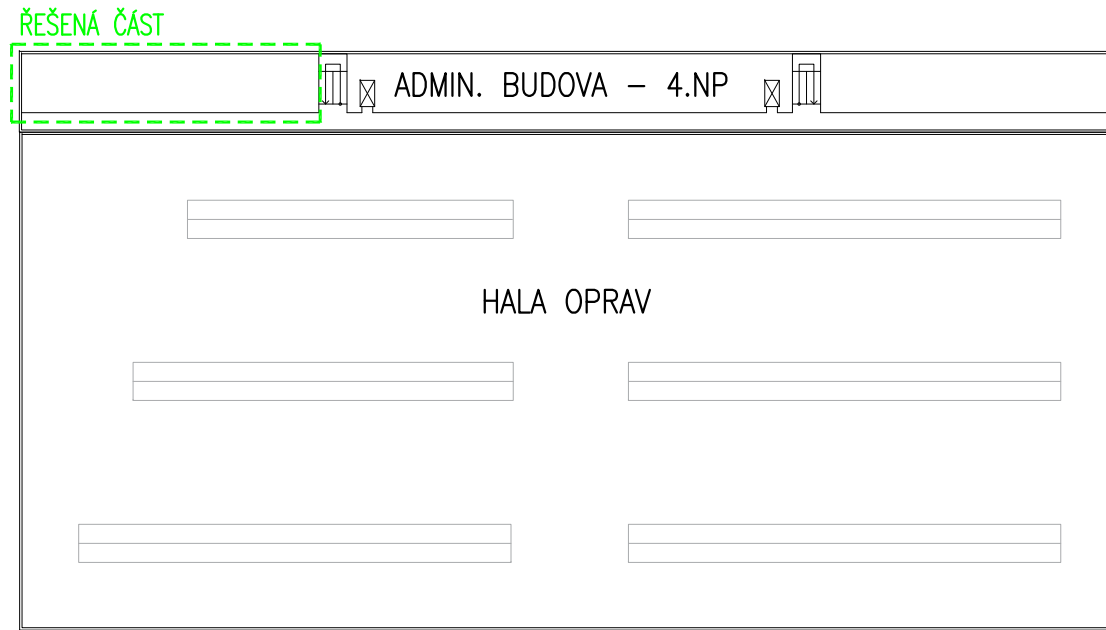 ŘEŠENÁ ČÁST
ADMIN. BUDOVA – 4.NP
HALA OPRAV